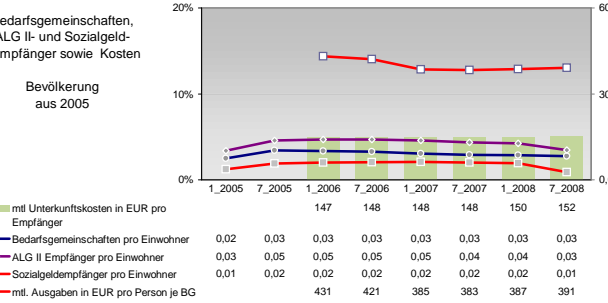 edarfsgemeinschaften,
ALG II- und Sozialgeld-
mpfänger sowie Kosten
Bevölkerung
aus 2005
20%
10%
0%
60
30
0,
1_2005 7_2005 1_2006 7_2006 1_2007 7_2007 1_2008 7_2008
mtl Unterkunftskosten in EUR pro
Empfänger
147 148 148 148 150 152
Bedarfsgemeinschaften pro Einwohner 0,02 0,03 0,03 0,03 0,03 0,03 0,03 0,03
ALG II Empfänger pro Einwohner 0,03 0,05 0,05 0,05 0,05 0,04 0,04 0,03
Sozialgeldempfänger pro Einwohner 0,01 0,02 0,02 0,02 0,02 0,02 0,02 0,01
mtl. Ausgaben in EUR pro Person je BG 431 421 385 383 387 391